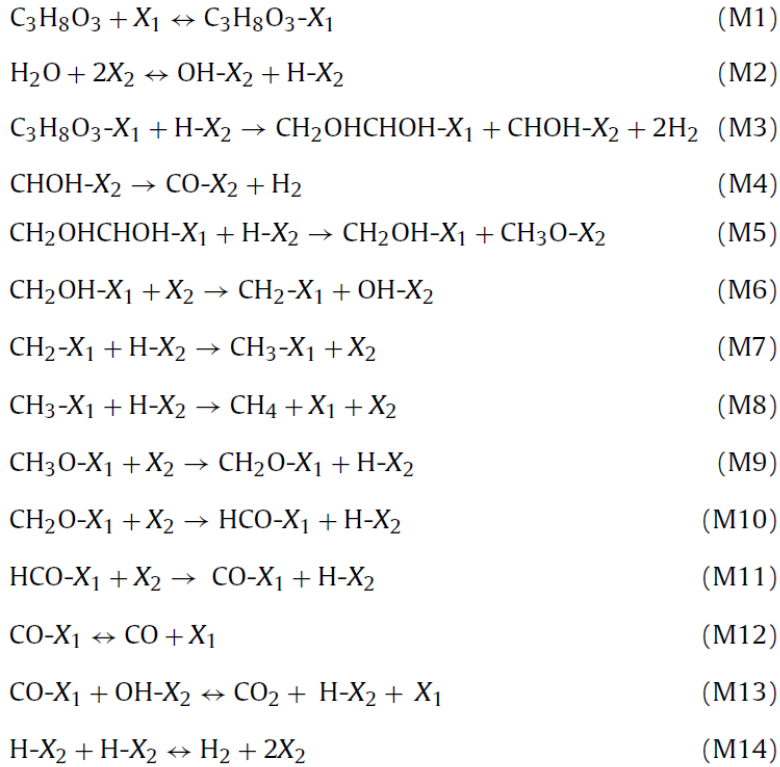 C₃H₈O₃ + X₁ ↔ C₃H₈O₃-X₁ (M1)
H₂O + 2X₂ ↔ OH-X₂ + H-X₂ (M2)
C₃H₈O₃-X₁ + H-X₂ → CH₂OHCHOH-X₁ + CHOH-X₂ + 2H₂ (M3)
CHOH-X₂ → CO-X₂ + H₂ (M4)
CH₂OHCHOH-X₁ + H-X₂ → CH₂OH-X₁ + CH₃O-X₂ (M5)
CH₂OH-X₁ + X₂ → CH₂-X₁ + OH-X₂ (M6)
CH₂-X₁ + H-X₂ → CH₃-X₁ + X₂ (M7)
CH₃-X₁ + H-X₂ → CH₄ + X₁ + X₂ (M8)
CH₃O-X₁ + X₂ → CH₂O-X₁ + H-X₂ (M9)
CH₂O-X₁ + X₂ → HCO-X₁ + H-X₂ (M10)
HCO-X₁ + X₂ → CO-X₁ + H-X₂ (M11)
CO-X₁ ↔ CO + X₁ (M12)
CO-X₁ + OH-X₂ ↔ CO₂ + H-X₂ + X₁ (M13)
H-X₂ + H-X₂ ↔ H₂ + 2X₂ (M14)